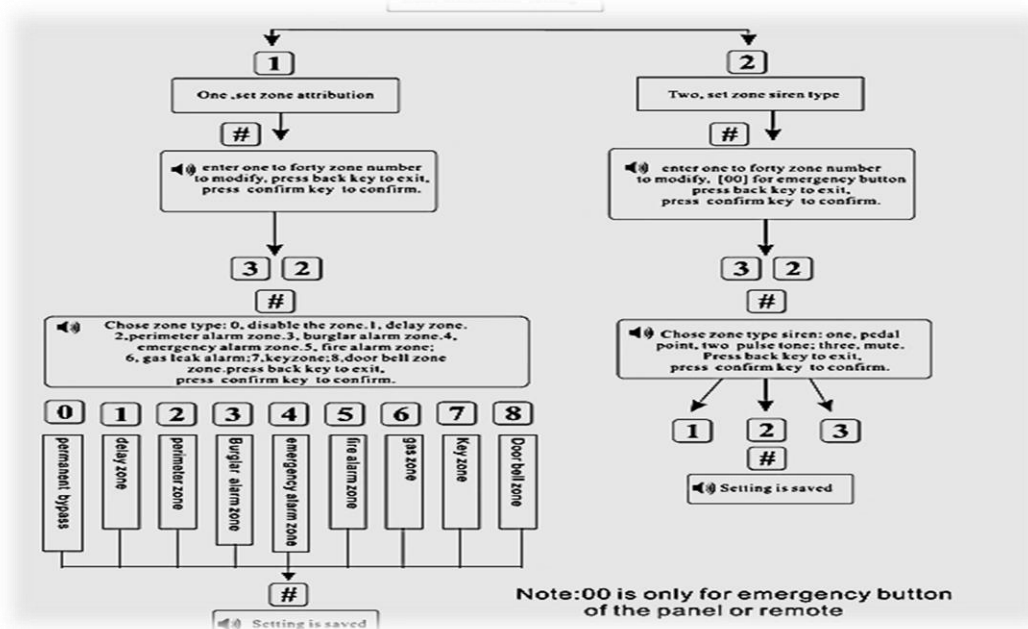 1
One ,set zone attribution
#
enter one to forty zone number
to modify, press back key to exit,
press confirm key to confirm.
3 2
#
Chose zone type: 0, disable the zone.1, delay zone.
2,perimeter alarm zone.3, burglar alarm zone.4,
emergency alarm zone.5, fire alarm zone;
6, gas leak alarm;7,keyzone;8,door bell zone
zone.press back key to exit,
press confirm key to confirm.
0 1 2 3 4 5 6 7 8
permanent bypass
delay zone
perimeter zone
Burglar alarm zone
emergency alarm zone
fire alarm zone
gas zone
Key zone
Door bell zone
#
Setting is saved
2
Two, set zone siren type
#
enter one to forty zone number
to modify, [00] for emergency button
press back key to exit,
press confirm key to confirm.
3 2
#
Chose zone type siren: one, pedal
point, two pulse tone; three, mute.
Press back key to exit,
press confirm key to confirm.
1 2 3
#
Setting is saved
Note:00 is only for emergency button
of the panel or remote